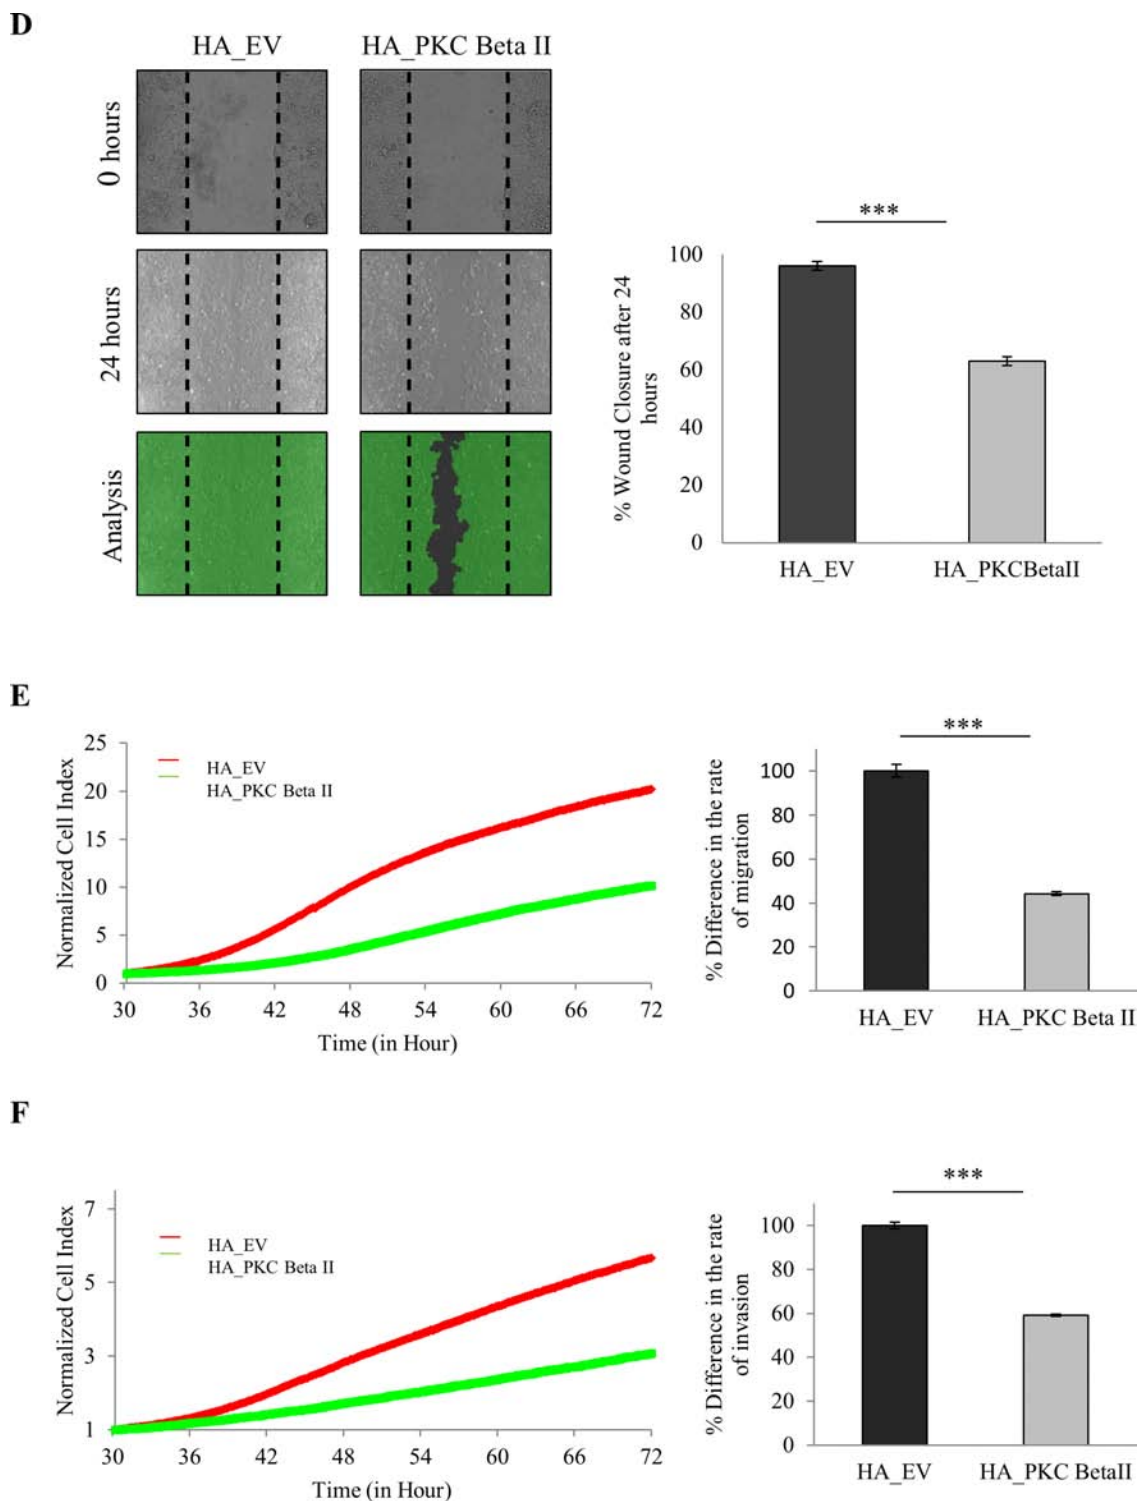 D
HA_EV
HA_PKC Beta II
0 hours
24 hours
Analysis
***
% Wound Closure after 24
hours
100
80
60
40
20
0
HA_EV
HA_PKCBetaII
E
Normalized Cell Index
25
20
15
10
5
0
HA_EV
HA_PKC Beta II
30
36
42
48
54
60
66
72
Time (in Hour)
***
% Difference in the rate
of migration
100
80
60
40
20
0
HA_EV
HA_PKC Beta II
F
Normalized Cell Index
7
5
3
1
HA_EV
HA_PKC Beta II
30
36
42
48
54
60
66
72
Time (in Hour)
***
% Difference in the rate
of invasion
100
80
60
40
20
0
HA_EV
HA_PKC BetaII